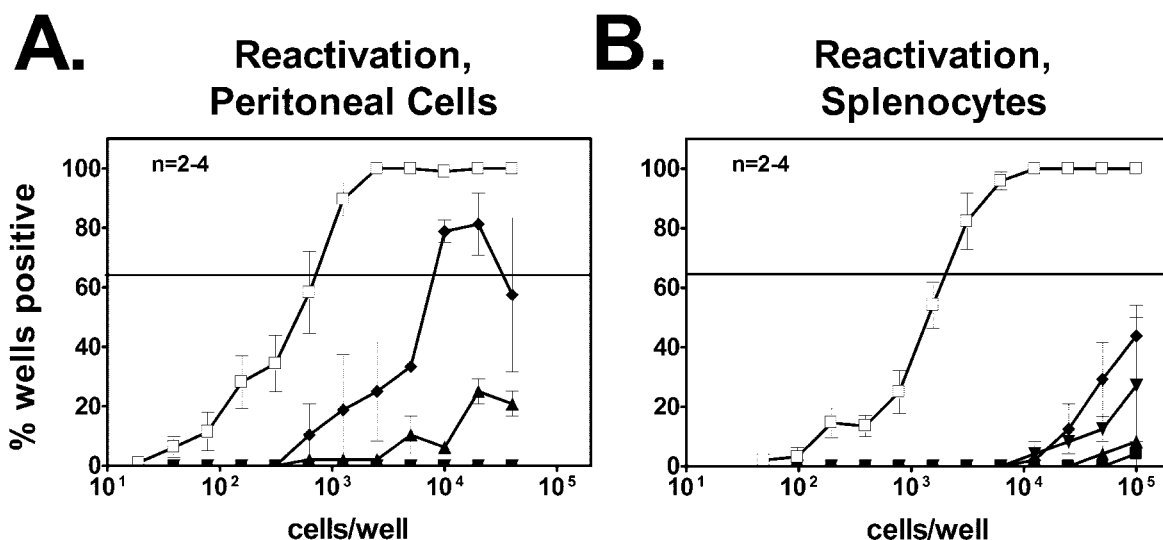 A.
Reactivation,
Peritoneal Cells
n=2-4
% wells positive
100
80
60
40
20
0
10¹ 10² 10³ 10⁴ 10⁵
cells/well
B.
Reactivation,
Splenocytes
n=2-4
100
80
60
40
20
0
10¹ 10² 10³ 10⁴ 10⁵
cells/well